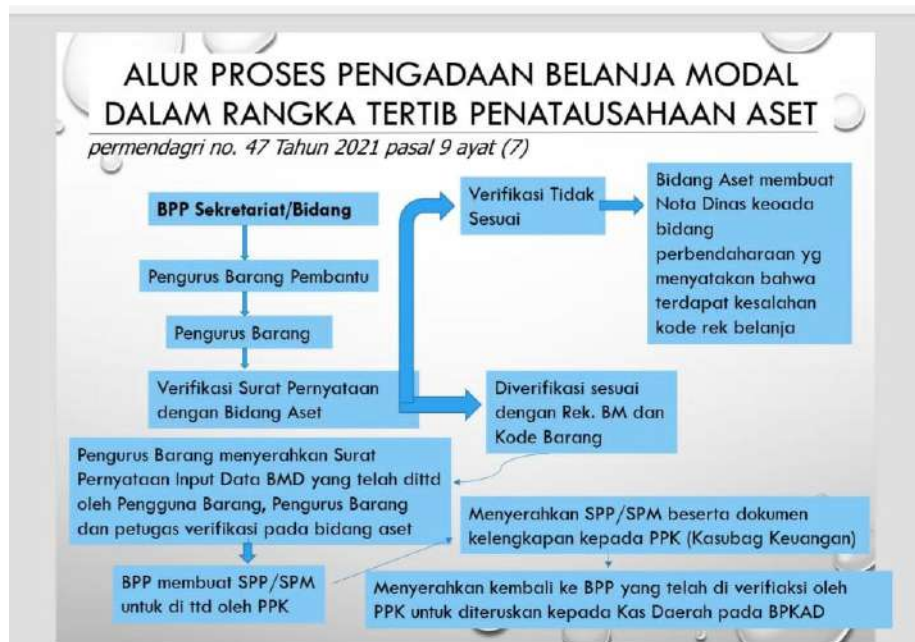 ALUR PROSES PENGADAAN BELANJA MODAL
DALAM RANGKA TERTIB PENATAUSAHAAN ASET
permendagri no. 47 Tahun 2021 pasal 9 ayat (7)
BPP Sekretariat/Bidang
Pengurus Barang Pembantu
Pengurus Barang
Verifikasi Surat Pernyataan
dengan Bidang Aset
Verifikasi Tidak
Sesuai
Bidang Aset membuat
Nota Dinas keoada
bidang
perbendaharaan yg
menyatakan bahwa
terdapat kesalahan
kode rek belanja
Diverifikasi sesuai
dengan Rek. BM dan
Kode Barang
Pengurus Barang menyerahkan Surat
Pernyataan Input Data BMD yang telah dittd
oleh Pengguna Barang, Pengurus Barang
dan petugas verifikasi pada bidang aset
BPP membuat SPP/SPM
untuk di ttd oleh PPK
Menyerahkan SPP/SPM beserta dokumen
kelengkapan kepada PPK (Kasubag Keuangan)
Menyerahkan kembali ke BPP yang telah di verifiaksi oleh
PPK untuk diteruskan kepada Kas Daerah pada BPKAD